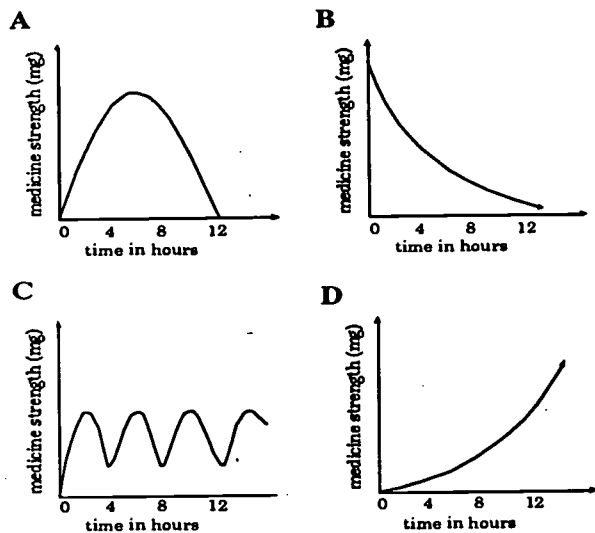 A
medicine strength (mg)
0 4 8 12
time in hours
B
medicine strength (mg)
0 4 8 12
time in hours
C
medicine strength (mg)
0 4 8 12
time in hours
D
medicine strength (mg)
0 4 8 12
time in hours